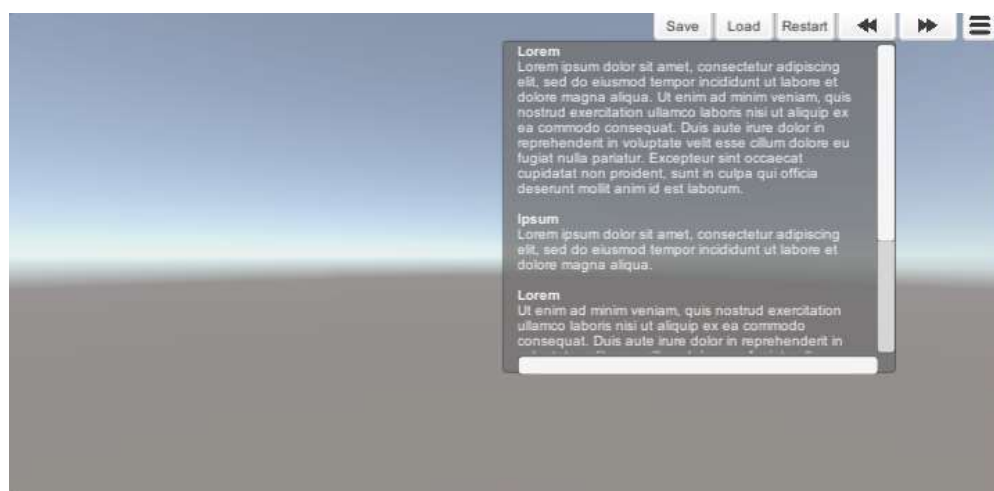 Save Load Restart
Lorem
Lorem ipsum dolor sit amet, consectetur adipiscing
elit, sed do eiusmod tempor incididunt ut labore et
dolore magna aliqua. Ut enim ad minim veniam, quis
nostrud exercitation ullamco laboris nisi ut aliquip ex
ea commodo consequat. Duis aute irure dolor in
reprehenderit in voluptate velit esse cillum dolore eu
fugiat nulla pariatur. Excepteur sint occaecat
cupidatat non proident, sunt in culpa qui officia
deserunt mollit anim id est laborum.
Ipsum
Lorem ipsum dolor sit amet, consectetur adipiscing
elit, sed do eiusmod tempor incididunt ut labore et
dolore magna aliqua.
Lorem
Ut enim ad minim veniam, quis nostrud exercitation
ullamco laboris nisi ut aliquip ex ea commodo
consequat. Duis aute irure dolor in reprehenderit in